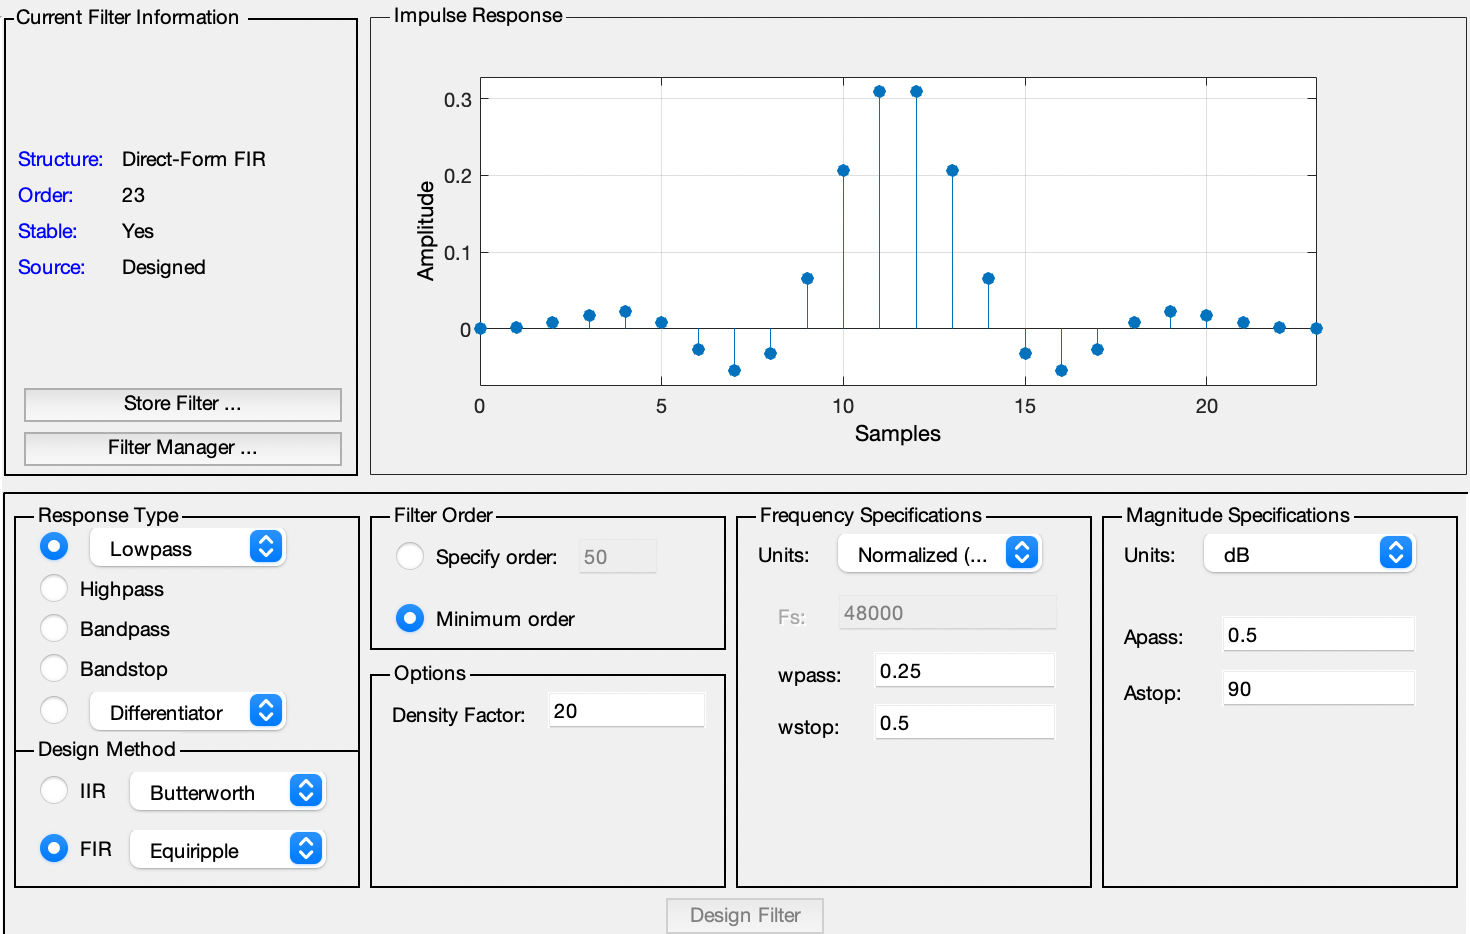 Current Filter Information
Structure: Direct-Form FIR
Order: 23
Stable: Yes
Source: Designed
Store Filter ...
Filter Manager ...
Impulse Response
0.3
0.2
0.1
0
Amplitude
0 5 10 15 20
Samples
Response Type
Lowpass
Highpass
Bandpass
Bandstop
Differentiator
Design Method
IIR Butterworth
FIR Equiripple
Filter Order
Specify order: 50
Minimum order
Options
Density Factor: 20
Frequency Specifications
Units: Normalized (...
Fs: 48000
wpass: 0.25
wstop: 0.5
Magnitude Specifications
Units: dB
Apass: 0.5
Astop: 90
Design Filter